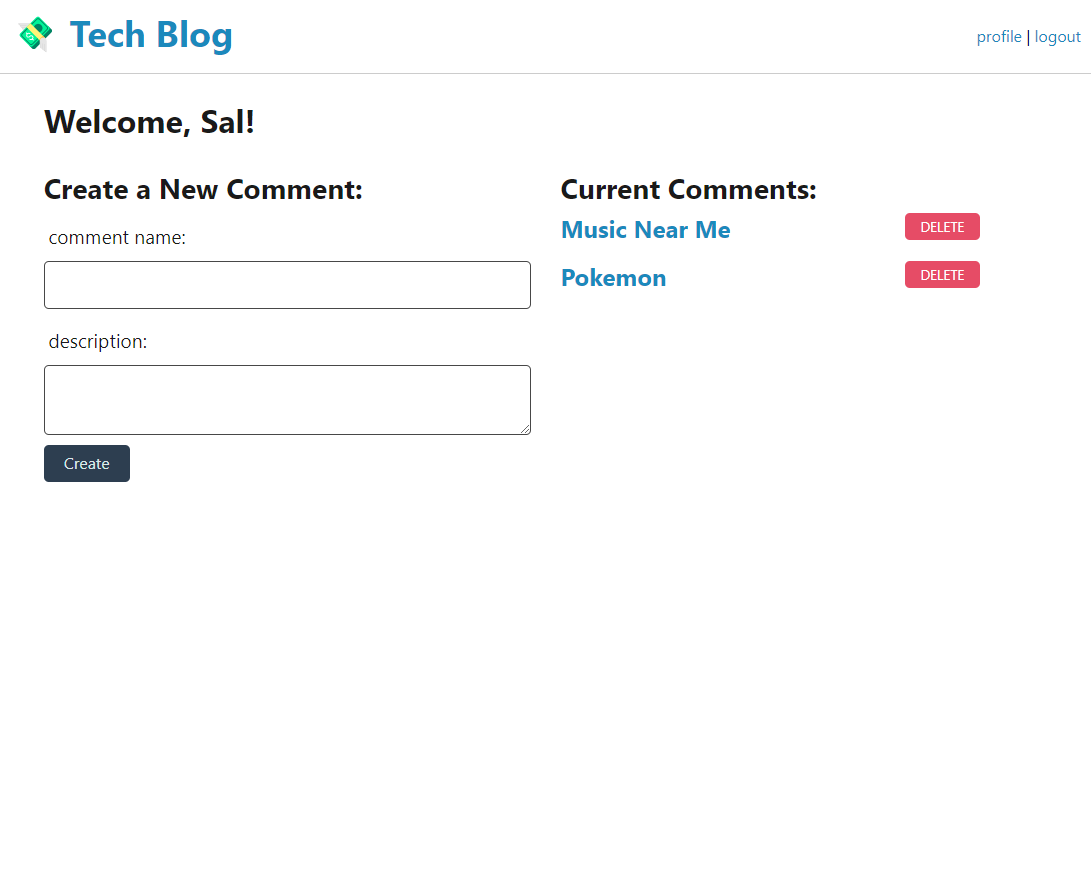 Tech Blog
profile | logout
Welcome, Sal!
Create a New Comment:
comment name:
description:
Create
Current Comments:
Music Near Me
DELETE
Pokemon
DELETE